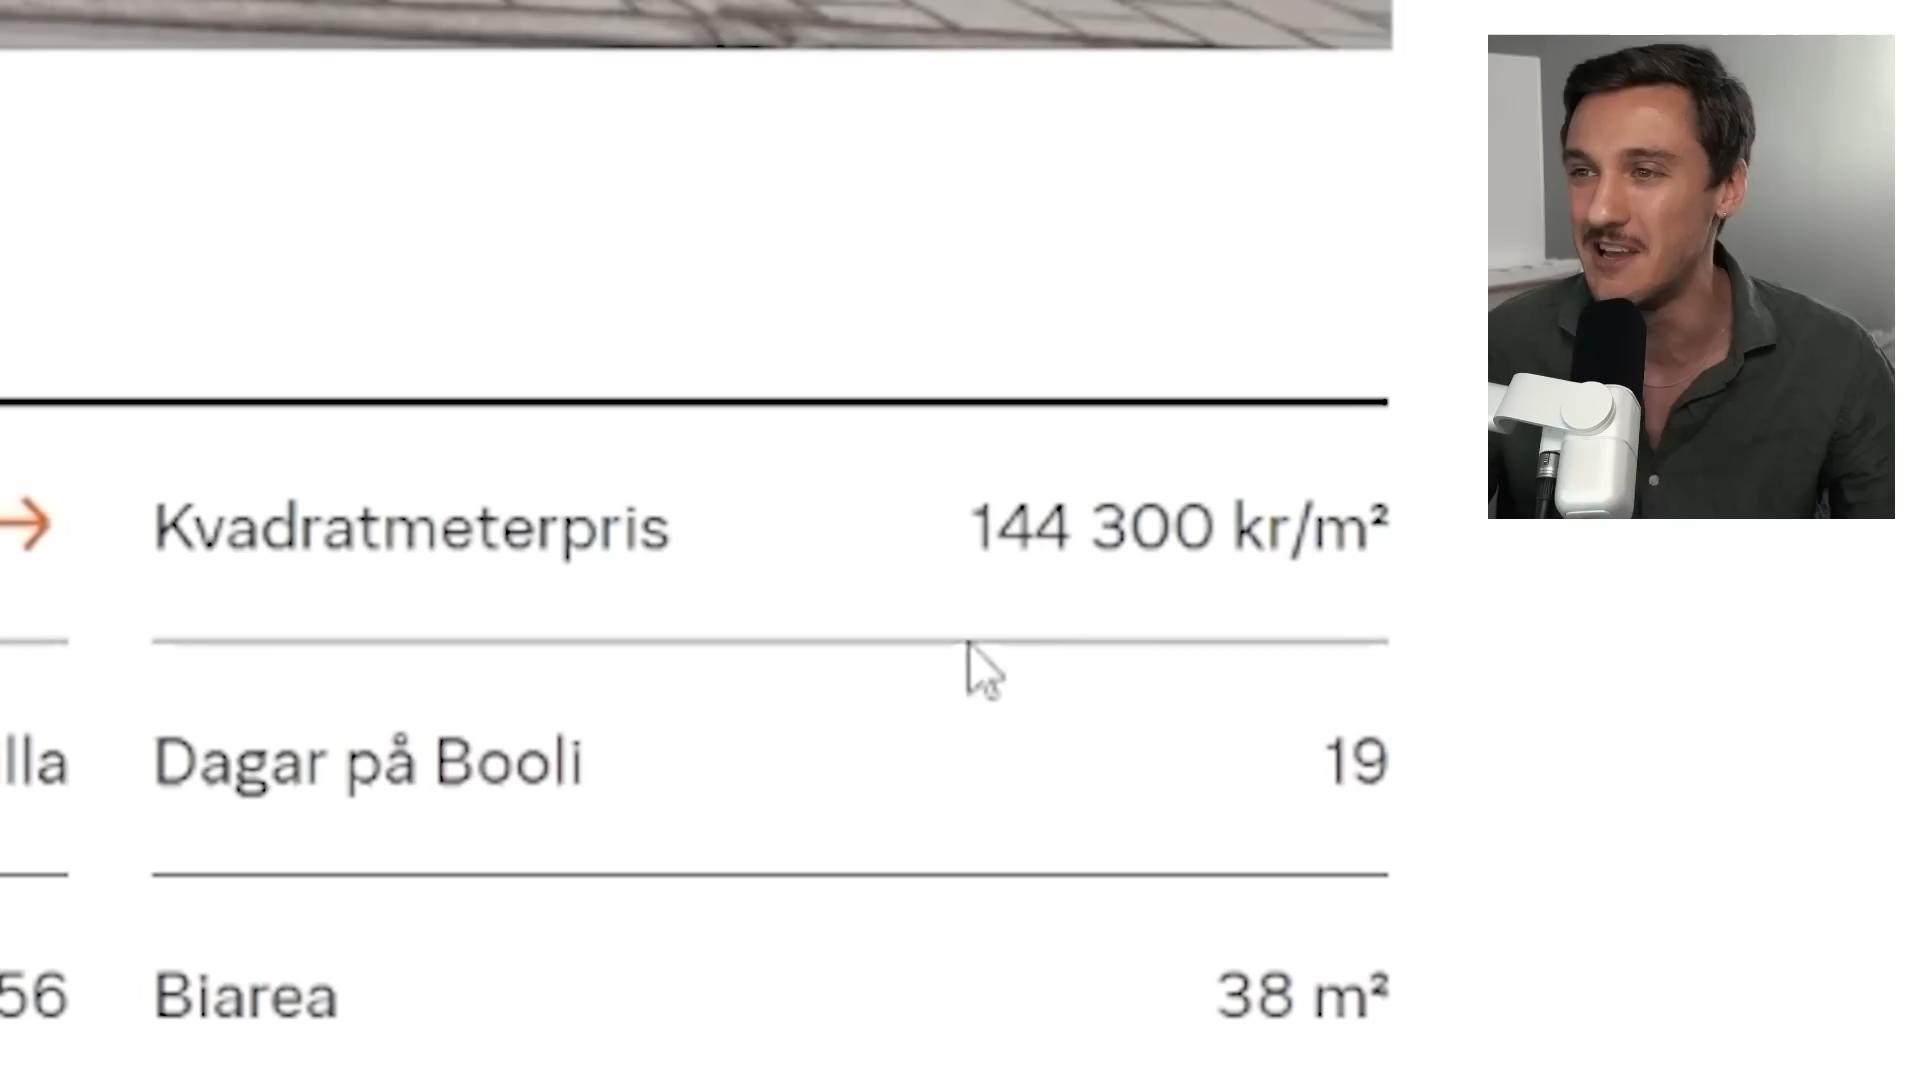 → Kvadratmeterpris 144 300 kr/m²
lla Dagar på Booli 19
56 Biarea 38 m²